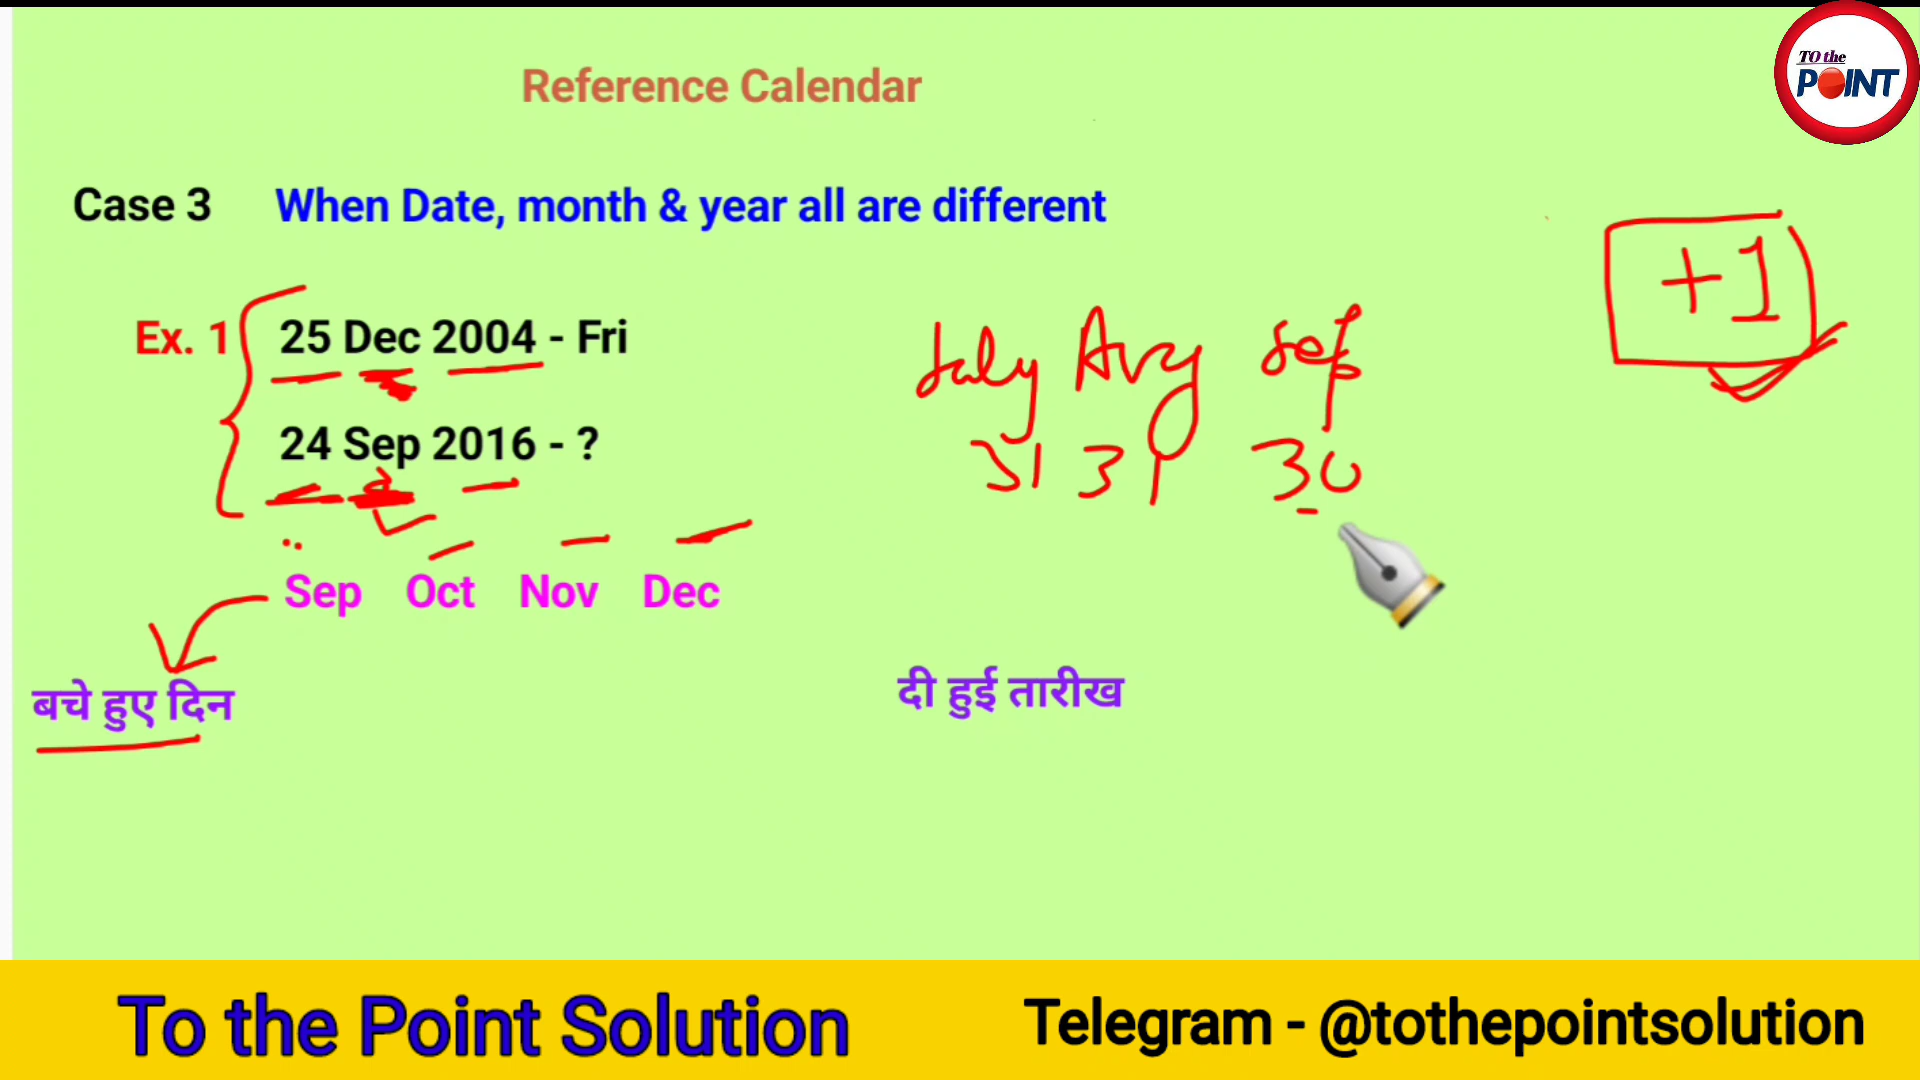 TO the
POINT
Reference Calendar
Case 3 When Date, month & year all are different
+1
Ex. 1 25 Dec 2004 - Fri
July Aug Sep
24 Sep 2016 - ?
31 31 30
Sep Oct Nov Dec
बचे हुए दिन
दी हुई तारीख
To the Point Solution
Telegram - @tothepointsolution